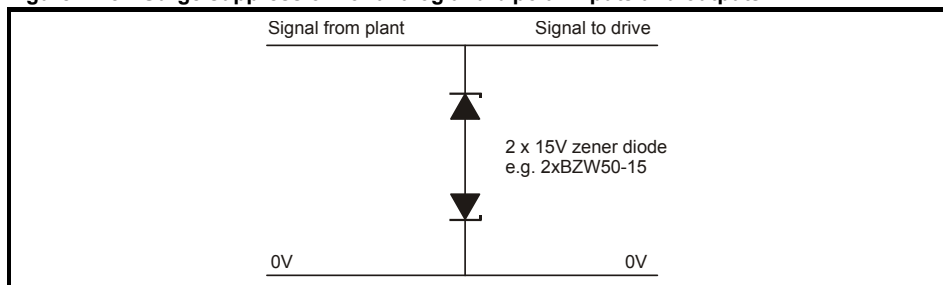 Signal from plant Signal to drive
2 x 15V zener diode
e.g. 2xBZW50-15
0V 0V